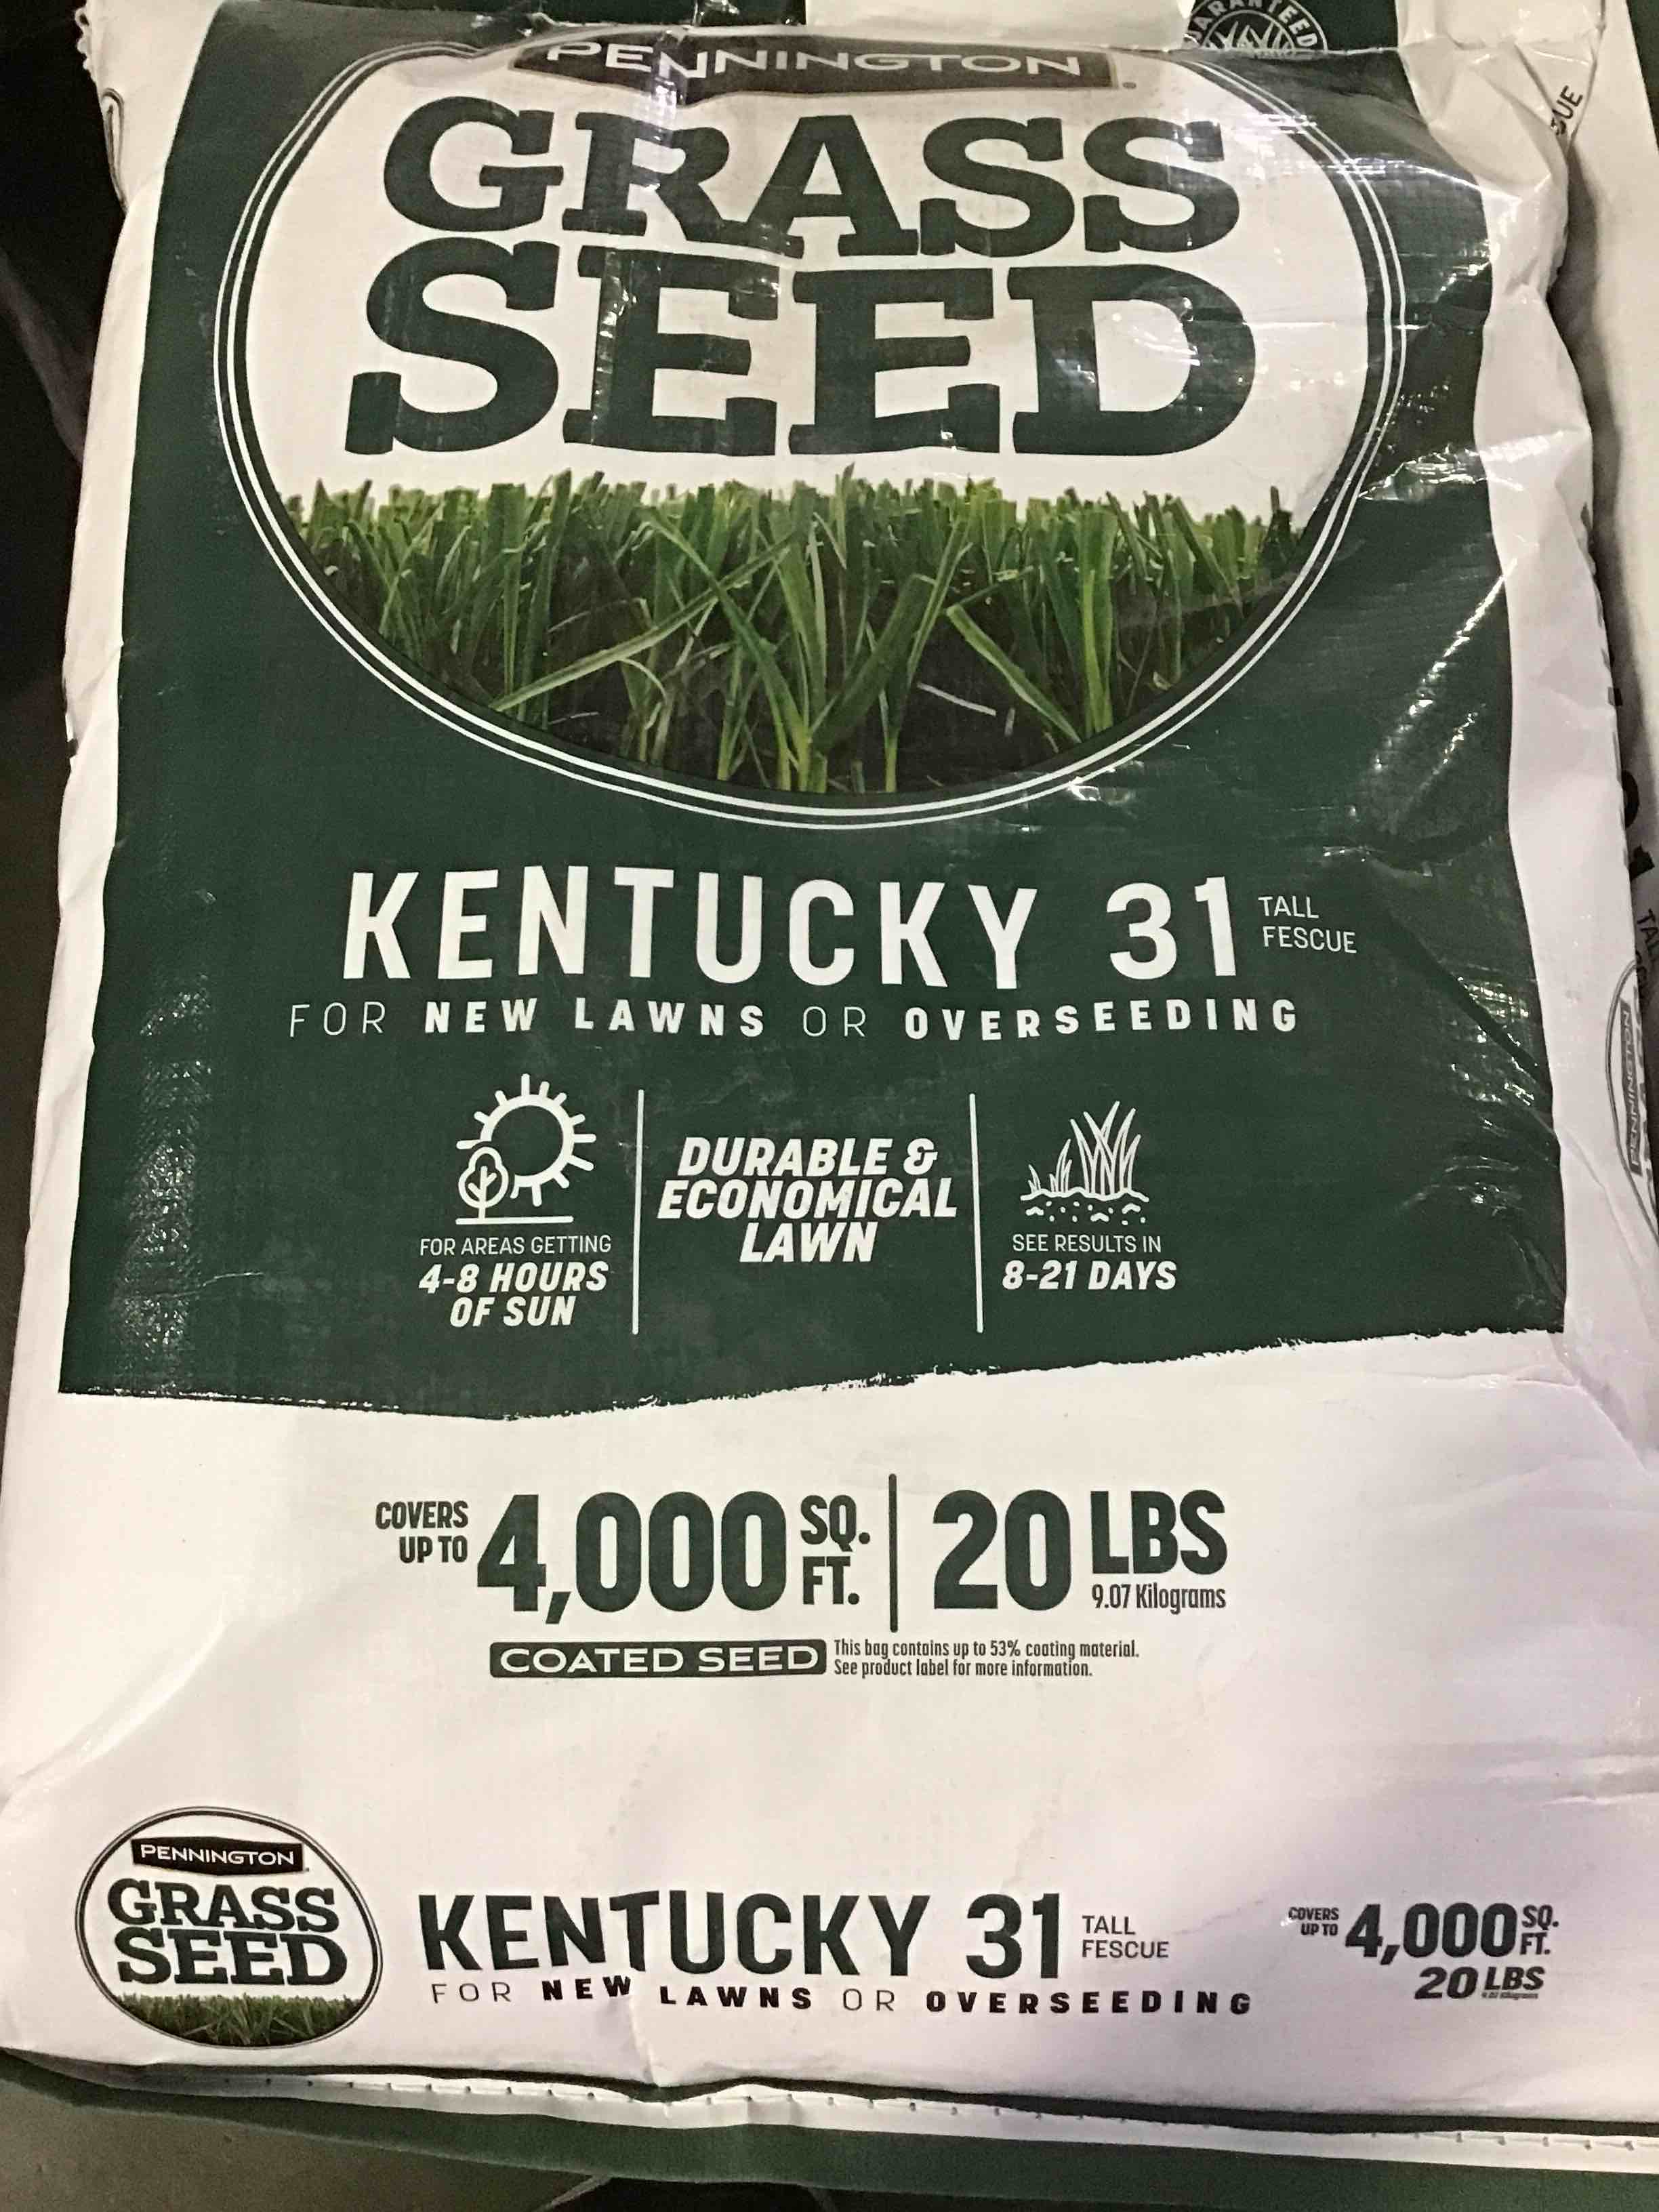 PENNINGTON
GRASS
SEED
KENTUCKY 31
TALL
FESCUE
FOR NEW LAWNS OR OVERSEEDING
FOR AREAS GETTING
4-8 HOURS
OF SUN
DURABLE &
ECONOMICAL
LAWN
SEE RESULTS IN
8-21 DAYS
COVERS
UP TO
4,000 SQ.
FT.
20 LBS
9.07 Kilograms
COATED SEED
This bag contains up to 53% coating material.
See product label for more information.
PENNINGTON
GRASS
SEED
KENTUCKY 31
TALL
FESCUE
FOR NEW LAWNS OR OVERSEEDING
COVERS
UP TO
4,000 SQ.
FT.
20 LBS
9.07 Kilograms
PENNINGTON